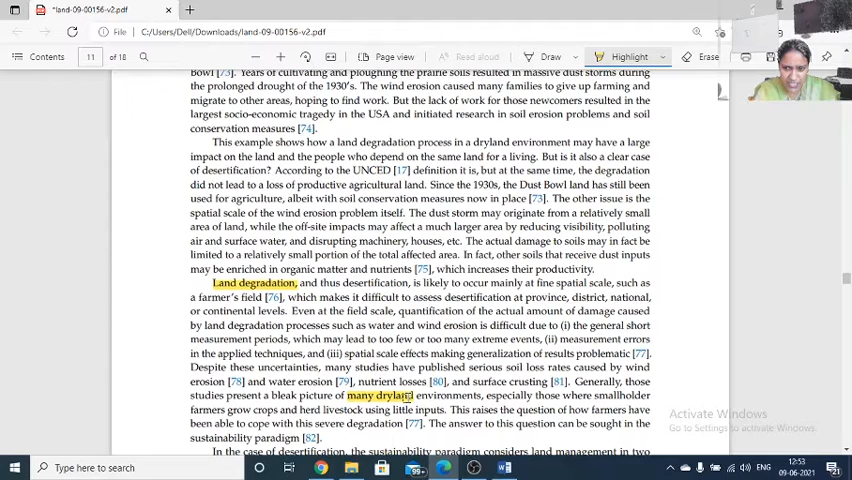 *land-09-00156-v2.pdf
File
C:/Users/Dell/Downloads/land-09-00156-v2.pdf
Contents
11 of 18
Page view
Read aloud
Draw
Highlight
Erase
bowl [73]. Years of cultivating and ploughing the prairie soils resulted in massive dust storms during
the prolonged drought of the 1930's. The wind erosion caused many families to give up farming and
migrate to other areas, hoping to find work. But the lack of work for those newcomers resulted in the
largest socio-economic tragedy in the USA and initiated research in soil erosion problems and soil
conservation measures [74].
This example shows how a land degradation process in a dryland environment may have a large
impact on the land and the people who depend on the same land for a living. But is it also a clear case
of desertification? According to the UNCED [17] definition it is, but at the same time, the degradation
did not lead to a loss of productive agricultural land. Since the 1930s, the Dust Bowl land has still been
used for agriculture, albeit with soil conservation measures now in place [73]. The other issue is the
spatial scale of the wind erosion problem itself. The dust storm may originate from a relatively small
area of land, while the off-site impacts may affect a much larger area by reducing visibility, polluting
air and surface water, and disrupting machinery, houses, etc. The actual damage to soils may in fact be
limited to a relatively small portion of the total affected area. In fact, other soils that receive dust inputs
may be enriched in organic matter and nutrients [75], which increases their productivity.
Land degradation, and thus desertification, is likely to occur mainly at fine spatial scale, such as
a farmer's field [76], which makes it difficult to assess desertification at province, district, national,
or continental levels. Even at the field scale, quantification of the actual amount of damage caused
by land degradation processes such as water and wind erosion is difficult due to (i) the general short
measurement periods, which may lead to too few or too many extreme events, (ii) measurement errors
in the applied techniques, and (iii) spatial scale effects making generalization of results problematic [77].
Despite these uncertainties, many studies have published serious soil loss rates caused by wind
erosion [78] and water erosion [79], nutrient losses [80], and surface crusting [81]. Generally, those
studies present a bleak picture of many dryland environments, especially those where smallholder
farmers grow crops and herd livestock using little inputs. This raises the question of how farmers have
been able to cope with this severe degradation [77]. The answer to this question can be sought in the
sustainability paradigm [82].
In the case of desertification, the sustainability paradigm considers land management in two
Activate Windows
Go to Settings to activate Windows.
Type here to search
99+
ENG
12:53
09-06-2021
21